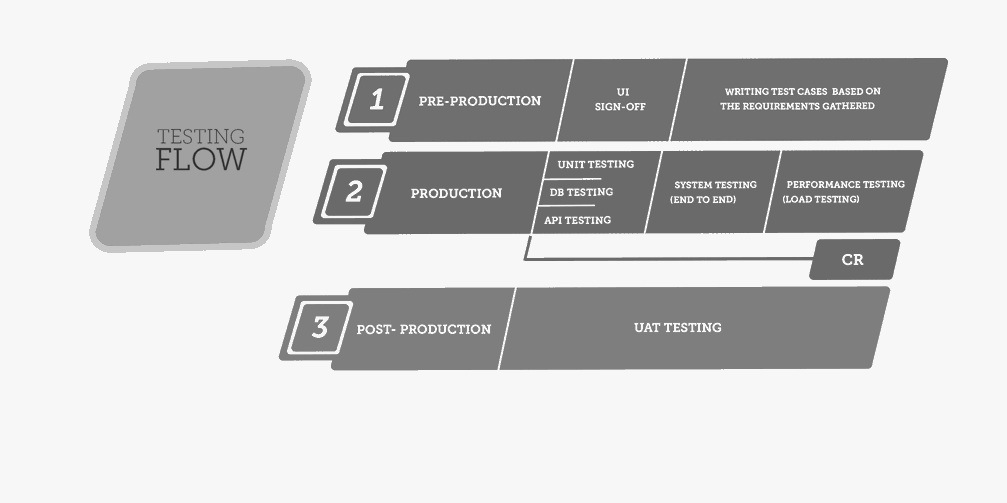 TESTING
FLOW
1
PRE-PRODUCTION
UI
SIGN-OFF
WRITING TEST CASES BASED ON
THE REQUIREMENTS GATHERED
2
PRODUCTION
UNIT TESTING
DB TESTING
API TESTING
SYSTEM TESTING
(END TO END)
PERFORMANCE TESTING
(LOAD TESTING)
CR
3
POST- PRODUCTION
UAT TESTING